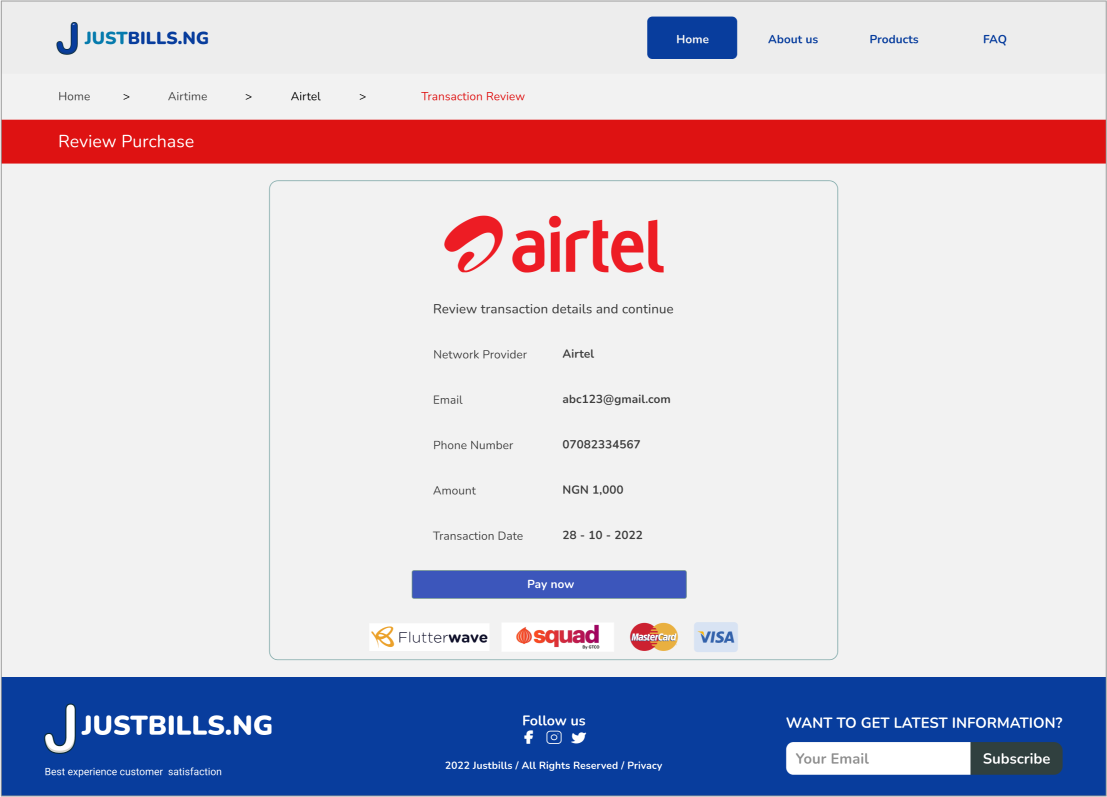 JUSTBILLS.NG
Home About us Products FAQ
Home > Airtime > Airtel > Transaction Review
Review Purchase
airtel
Review transaction details and continue
Network Provider Airtel
Email abc123@gmail.com
Phone Number 07082334567
Amount NGN 1,000
Transaction Date 28 - 10 - 2022
Pay now
Flutterwave squad By GTCO MasterCard VISA
JUSTBILLS.NG
Best experience customer satisfaction
Follow us
2022 Justbills / All Rights Reserved / Privacy
WANT TO GET LATEST INFORMATION?
Your Email Subscribe